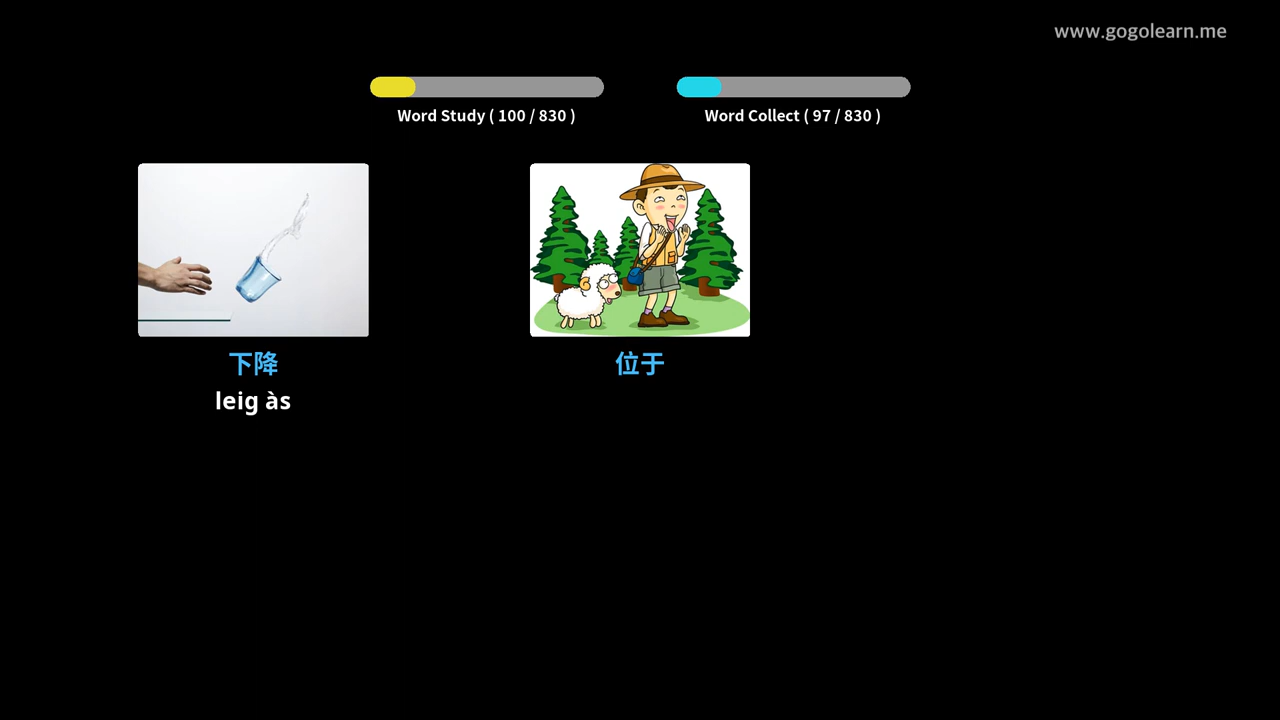 www.gogolearn.me
Word Study ( 100 / 830 )
Word Collect ( 97 / 830 )
下降
leig às
位于